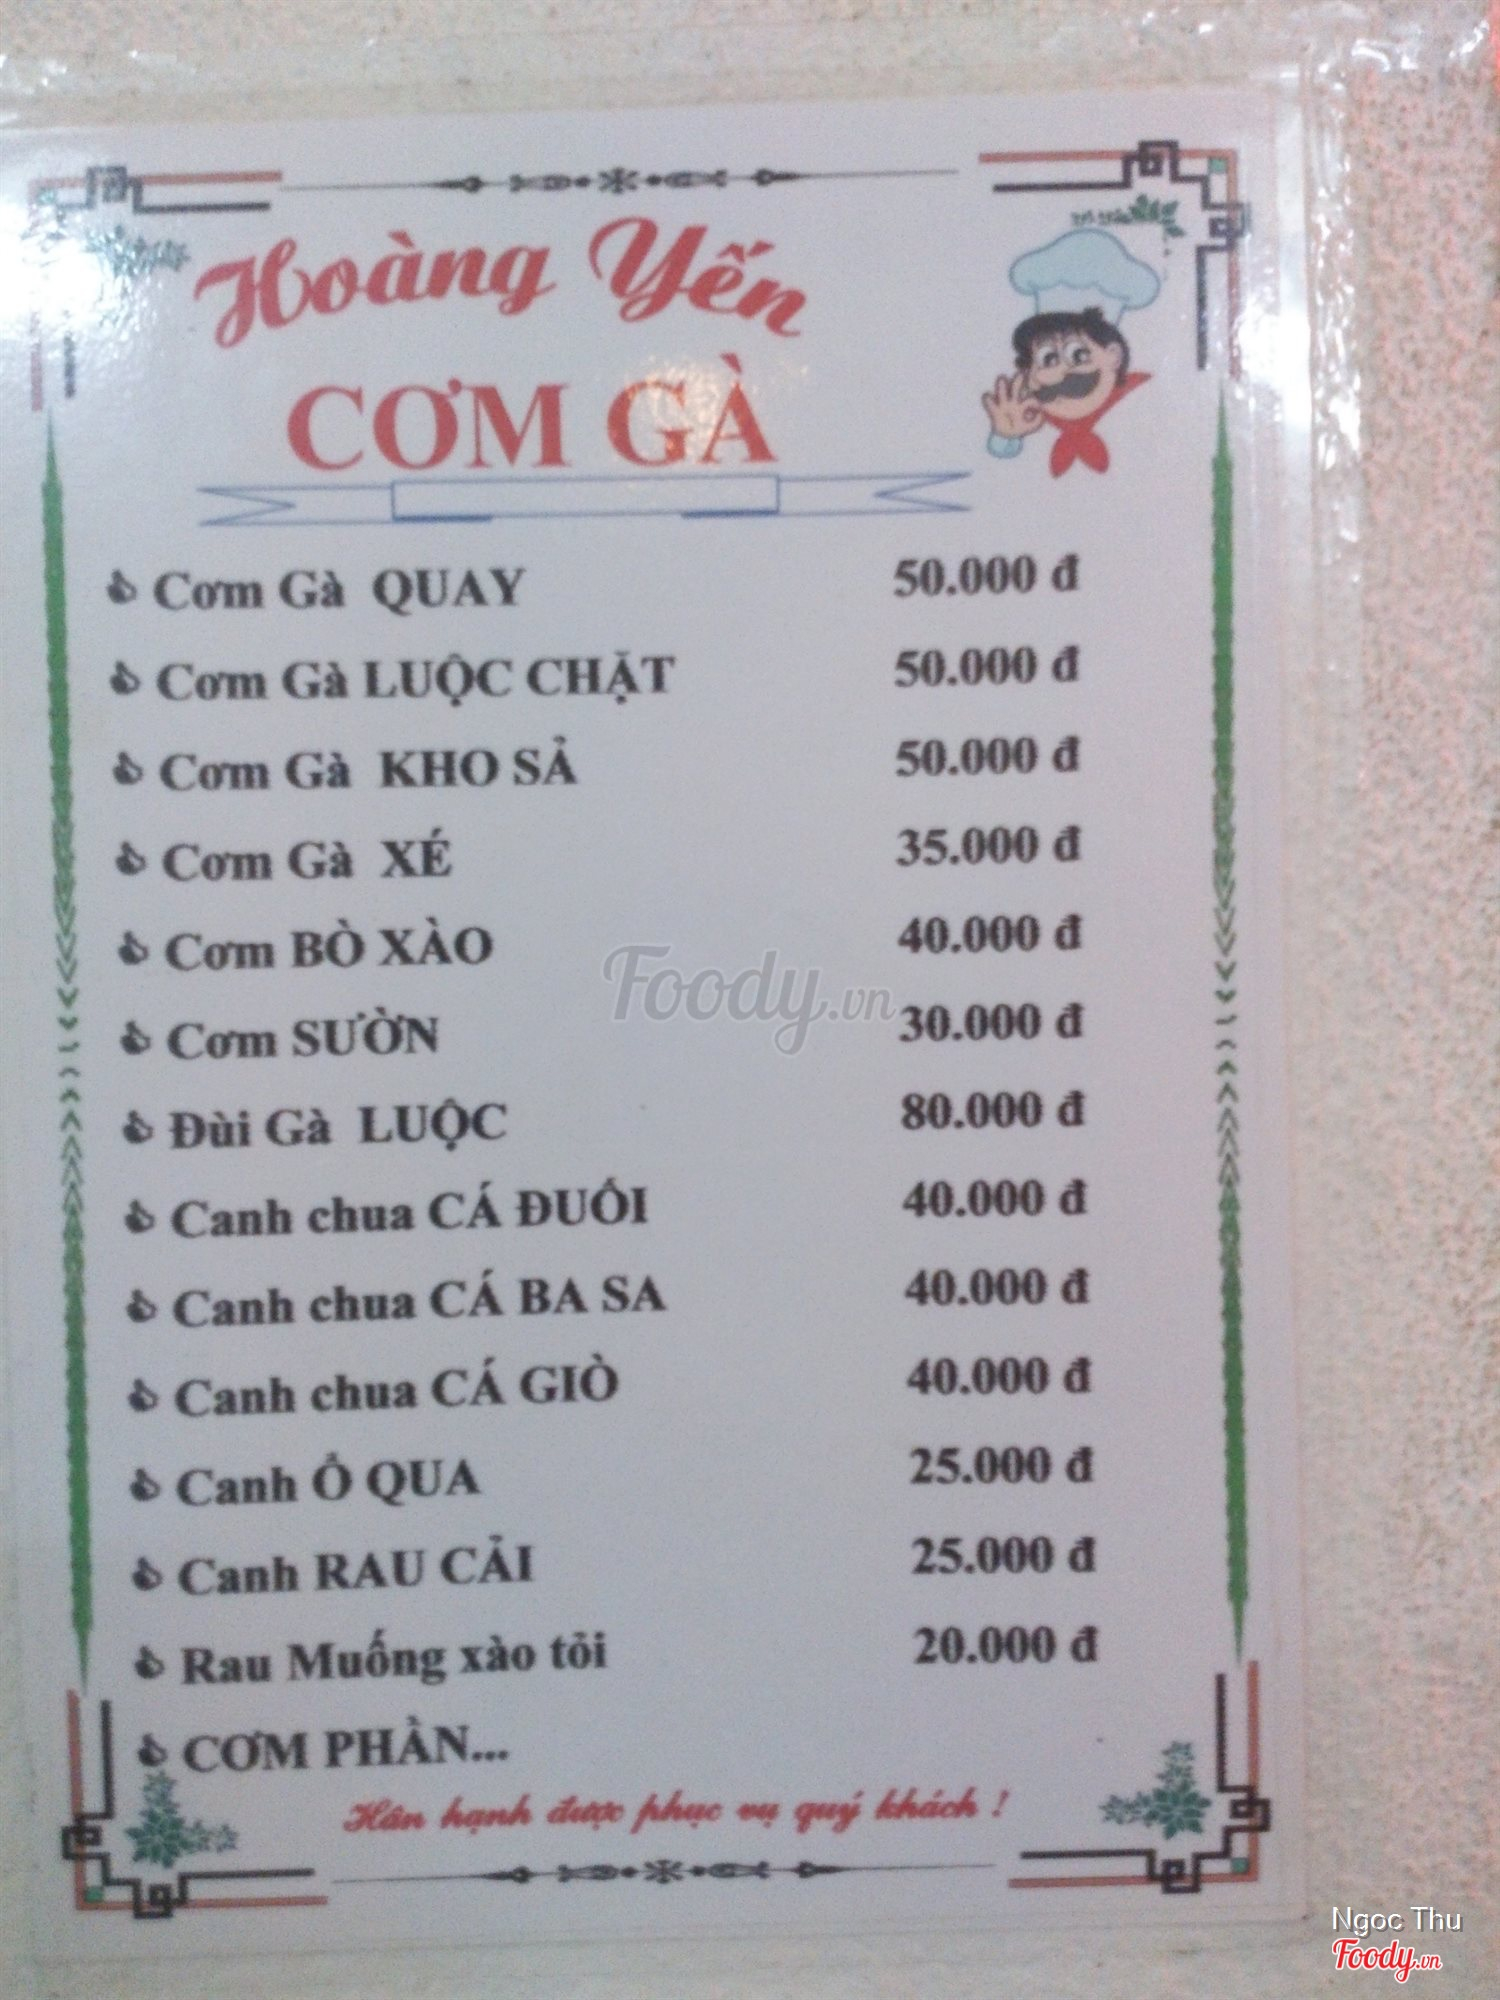 Hoàng Yến
CƠM GÀ
Cơm Gà QUAY 50.000 đ
Cơm Gà LUỘC CHẶT 50.000 đ
Cơm Gà KHO SẢ 50.000 đ
Cơm Gà XÉ 35.000 đ
Cơm BÒ XÀO 40.000 đ
Foody.vn
Cơm SƯỜN 30.000 đ
Đùi Gà LUỘC 80.000 đ
Canh chua CÁ ĐUỐI 40.000 đ
Canh chua CÁ BA SA 40.000 đ
Canh chua CÁ GIÒ 40.000 đ
Canh Ổ QUA 25.000 đ
Canh RAU CẢI 25.000 đ
Rau Muống xào tỏi 20.000 đ
CƠM PHẦN...
Hân hạnh được phục vụ quý khách !
Ngoc Thu
Foody.vn